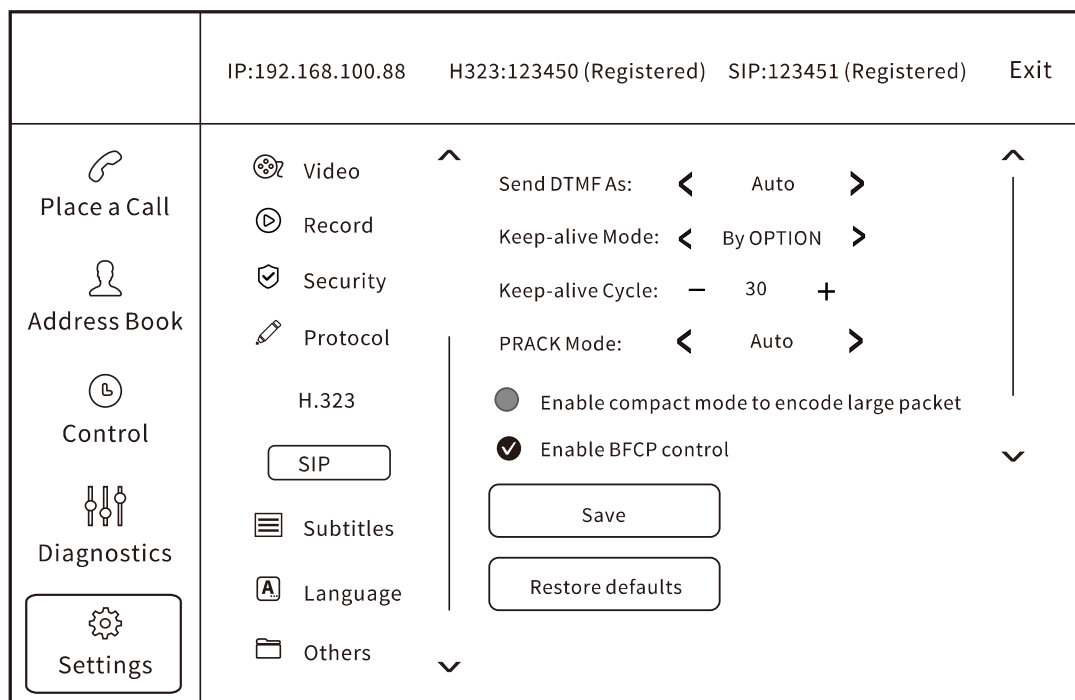 IP:192.168.100.88
H323:123450 (Registered)
SIP:123451 (Registered)
Exit
Place a Call
Address Book
Control
Diagnostics
Settings
Video
Record
Security
Protocol
H.323
SIP
Subtitles
A
Language
Others
Send DTMF As: < Auto >
Keep-alive Mode: < By OPTION >
Keep-alive Cycle: − 30 +
PRACK Mode: < Auto >
Enable compact mode to encode large packet
Enable BFCP control
Save
Restore defaults